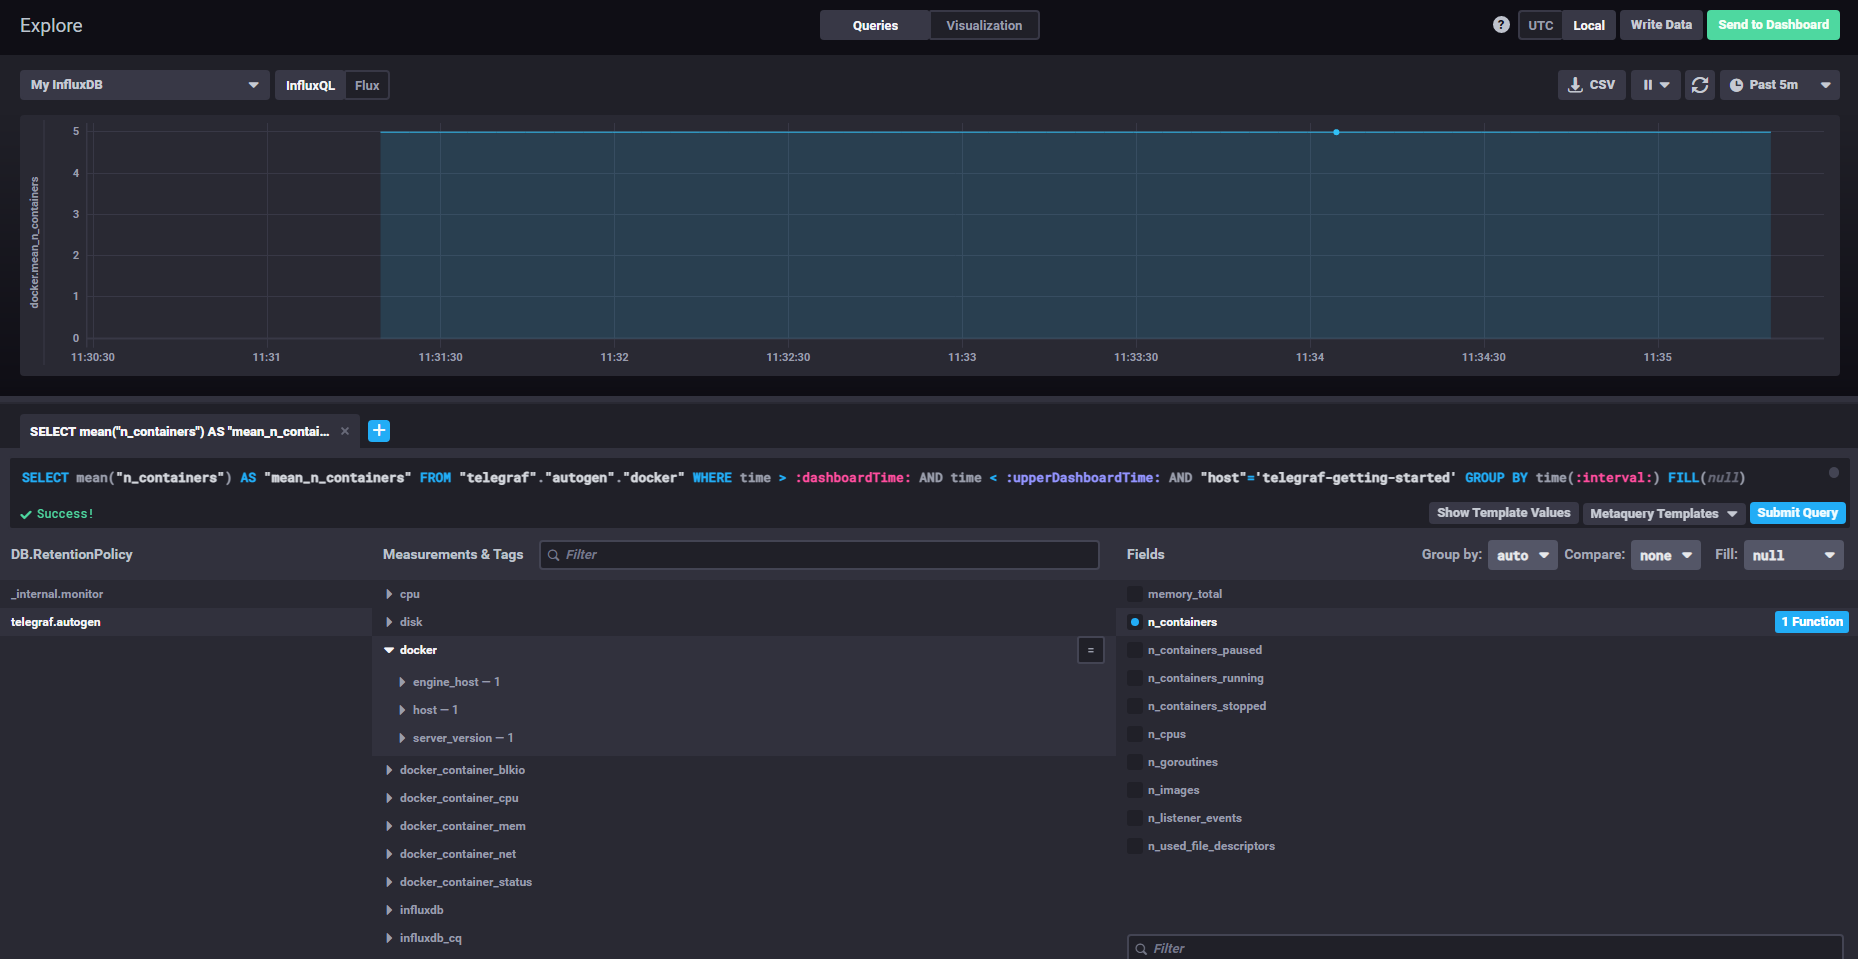 Explore
Queries
Visualization
?
UTC
Local
Write Data
Send to Dashboard
My InfluxDB
InfluxQL
Flux
CSV
Past 5m
docker.mean_n_containers
5
4
3
2
1
0
11:30:30
11:31
11:31:30
11:32
11:32:30
11:33
11:33:30
11:34
11:34:30
11:35
SELECT mean("n_containers") AS "mean_n_contai...
SELECT mean("n_containers") AS "mean_n_containers" FROM "telegraf"."autogen"."docker" WHERE time > :dashboardTime: AND time < :upperDashboardTime: AND "host"='telegraf-getting-started' GROUP BY time(:interval:) FILL(null)
Success!
Show Template Values
Metaquery Templates
Submit Query
DB.RetentionPolicy
_internal.monitor
telegraf.autogen
Measurements & Tags
Filter
cpu
disk
docker
=
engine_host — 1
host — 1
server_version — 1
docker_container_blkio
docker_container_cpu
docker_container_mem
docker_container_net
docker_container_status
influxdb
influxdb_cq
Fields
Group by:
auto
Compare:
none
Fill:
null
memory_total
n_containers
1 Function
n_containers_paused
n_containers_running
n_containers_stopped
n_cpus
n_goroutines
n_images
n_listener_events
n_used_file_descriptors
Filter